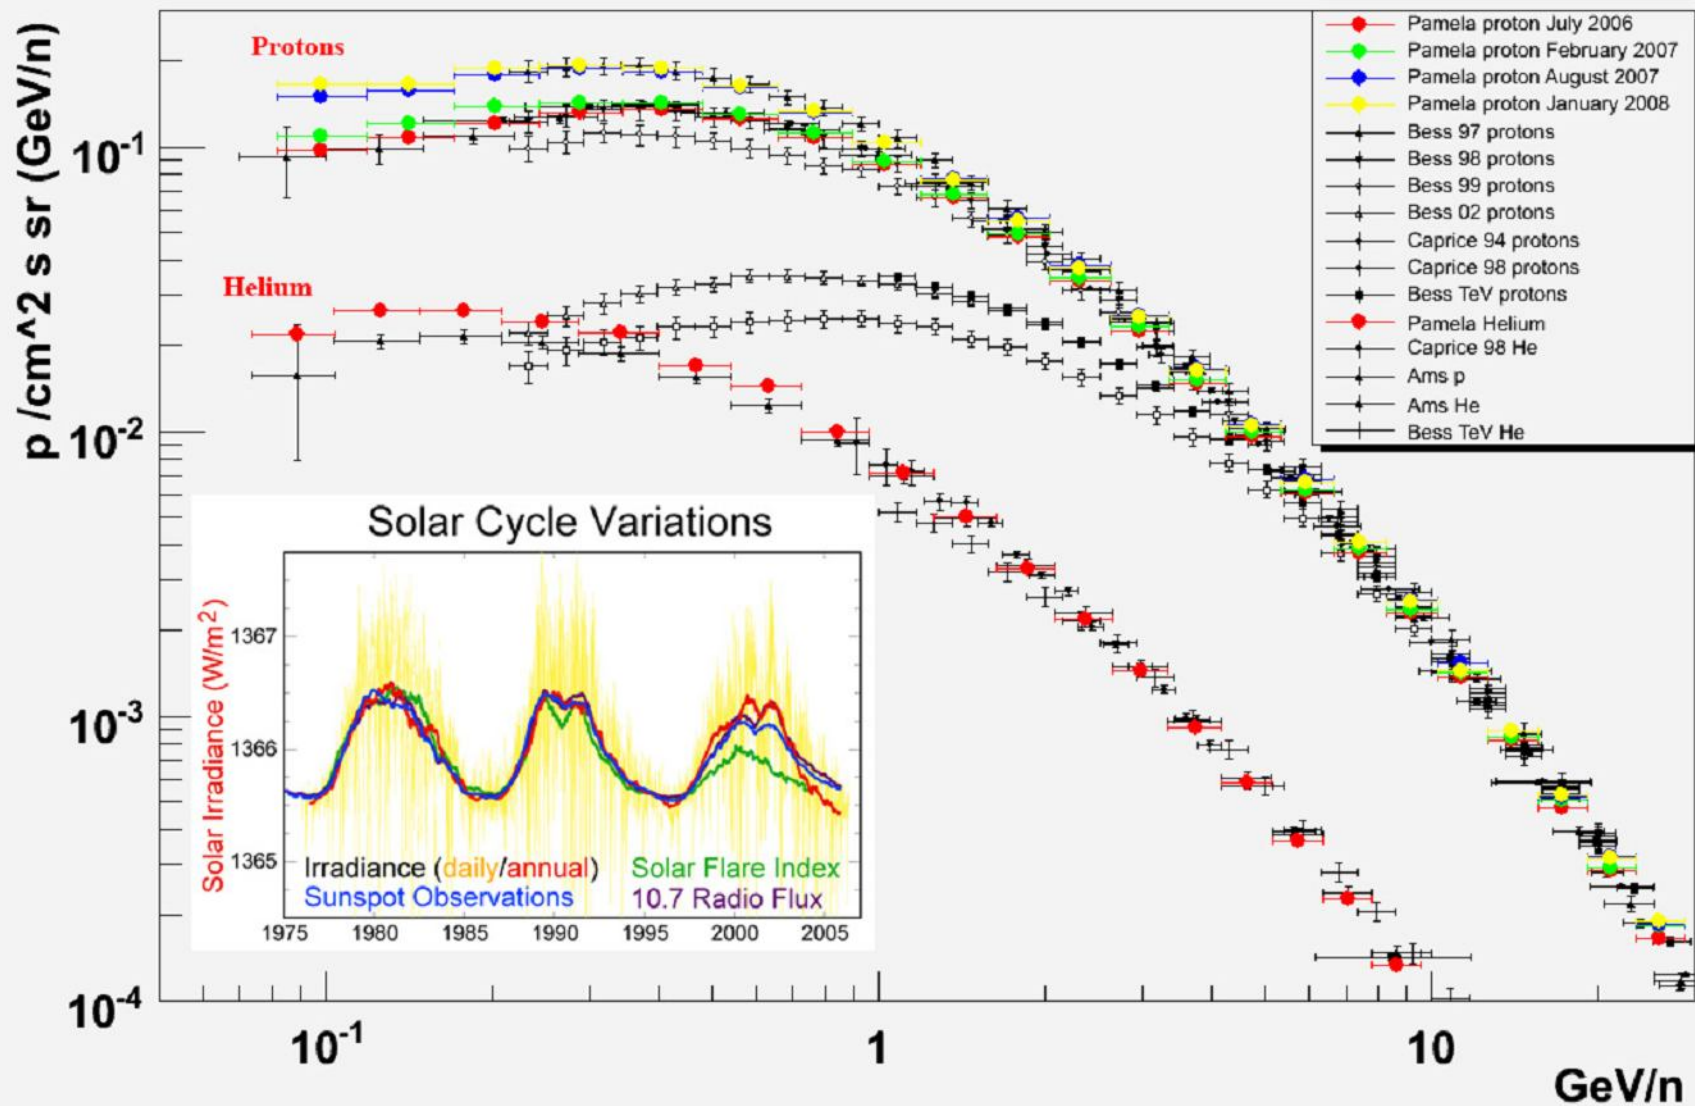 p /cm^2 s sr (GeV/n)
Protons
Helium
10-1
10-2
10-3
10-4
10-1
1
10
GeV/n
Pamela proton July 2006
Pamela proton February 2007
Pamela proton August 2007
Pamela proton January 2008
Bess 97 protons
Bess 98 protons
Bess 99 protons
Bess 02 protons
Caprice 94 protons
Caprice 98 protons
Bess TeV protons
Pamela Helium
Caprice 98 He
Ams p
Ams He
Bess TeV He
Solar Cycle Variations
Solar Irradiance (W/m2)
1367
1366
1365
Irradiance (daily/annual)
Solar Flare Index
Sunspot Observations
10.7 Radio Flux
1975 1980 1985 1990 1995 2000 2005